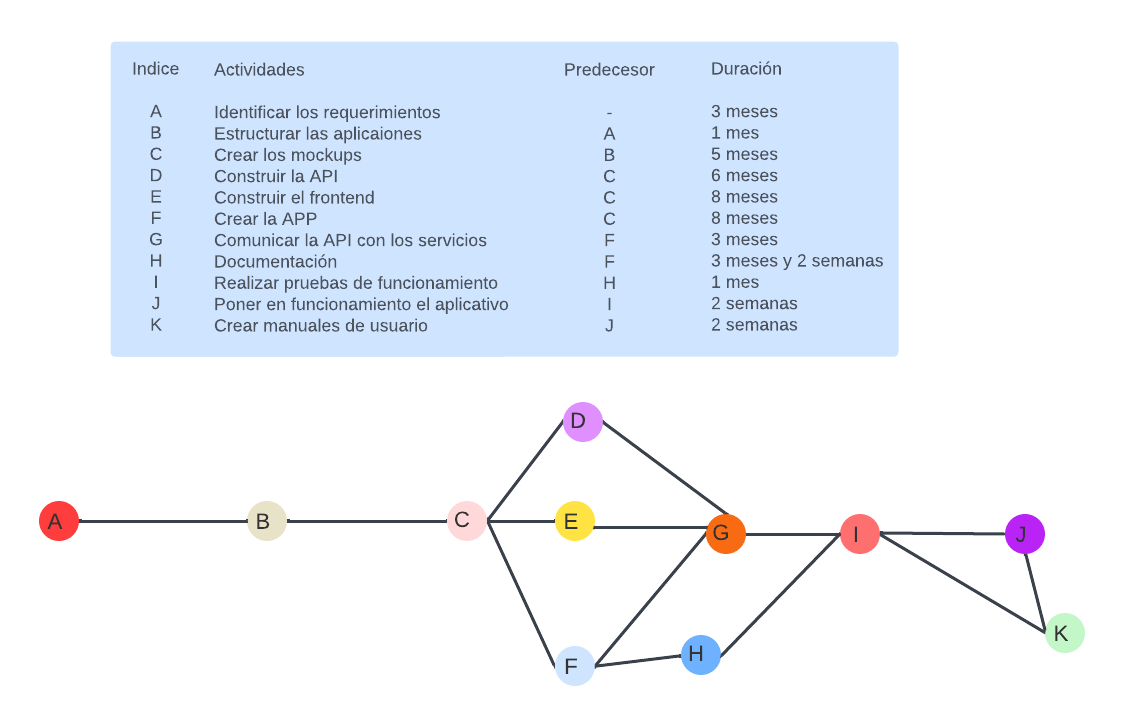 Indice Actividades Predecesor Duración
A Identificar los requerimientos - 3 meses
B Estructurar las aplicaiones A 1 mes
C Crear los mockups B 5 meses
D Construir la API C 6 meses
E Construir el frontend C 8 meses
F Crear la APP C 8 meses
G Comunicar la API con los servicios F 3 meses
H Documentación F 3 meses y 2 semanas
I Realizar pruebas de funcionamiento H 1 mes
J Poner en funcionamiento el aplicativo I 2 semanas
K Crear manuales de usuario J 2 semanas
D
A B C E G I J
F H K